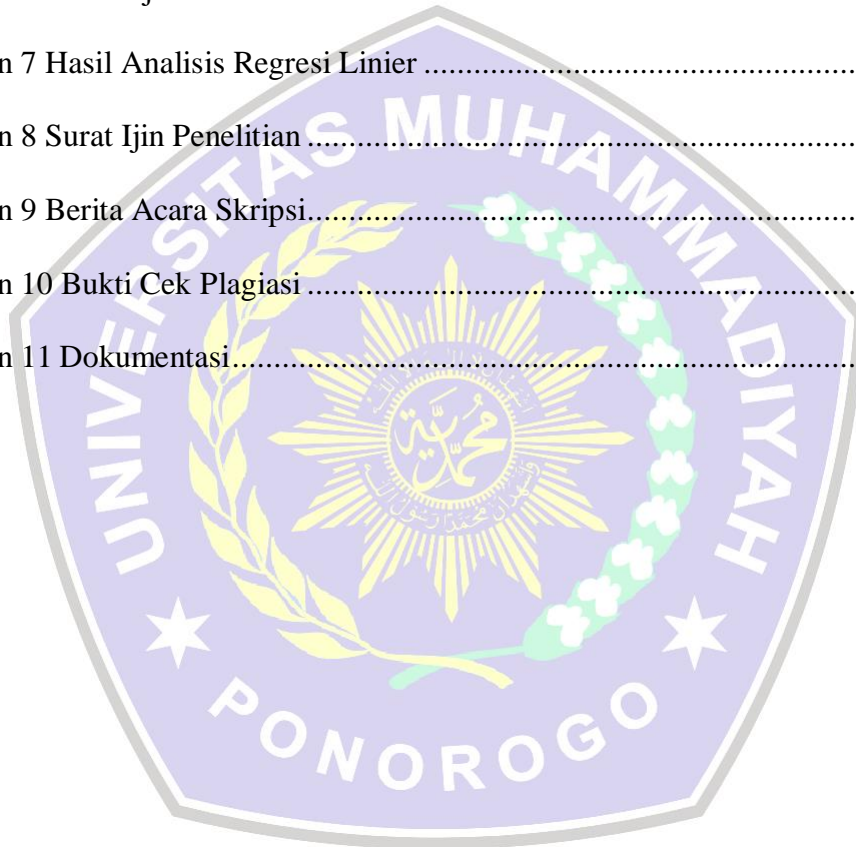 n 7 Hasil Analisis Regresi Linier ........................................................
n 8 Surat Ijin Penelitian ........................................................
n 9 Berita Acara Skripsi........................................................
n 10 Bukti Cek Plagiasi ........................................................
n 11 Dokumentasi........................................................
UNIVERSITAS MUHAMMADIYAH
محمدية
PONOROGO